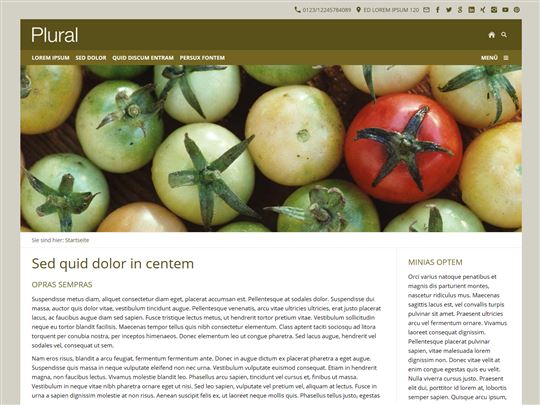 0123/12245784089 ED LOREM IPSUM 120
Plural
LOREM IPSUM SED DOLOR QUID DISCUM ENTRAM PERSUX FONTEM MENÜ
Sie sind hier: Startseite
Sed quid dolor in centem
OPRAS SEMPRAS
Suspendisse metus diam, aliquet consectetur diam eget, placerat accumsan est. Pellentesque at sodales dolor. Suspendisse dui
massa, auctor quis dolor vitae, vestibulum tincidunt augue. Pellentesque venenatis, arcu vitae ultricies ultricies, erat justo placerat
lacus, ac faucibus augue diam sed sapien. Fusce tristique lectus metus, ut hendrerit tortor pretium vitae. Vestibulum sollicitudin
neque eu tortor blandit facilisis. Maecenas tempor tellus quis nibh consectetur elementum. Class aptent taciti sociosqu ad litora
torquent per conubia nostra, per inceptos himenaeos. Donec elementum leo ut congue pharetra. Sed lacus augue, hendrerit vel
sodales vel, consequat ut sem.
Nam eros risus, blandit a arcu feugiat, fermentum fermentum ante. Donec in augue dictum ex placerat pharetra a eget augue.
Suspendisse quis massa in neque vulputate eleifend non nec urna. Vestibulum vulputate euismod consequat. Etiam in hendrerit
magna, non faucibus lectus. Vivamus molestie blandit leo. Phasellus arcu sapien, tincidunt vel cursus et, finibus ut massa.
Vestibulum in neque vitae nibh pharetra ornare eget ut nisi. Sed leo sapien, vulputate vel pretium vel, aliquam at lectus. Fusce in
urna a sapien dignissim molestie at non risus. Aenean suscipit felis ex, ut laoreet neque mollis quis. Phasellus tellus justo, egestas
MINIAS OPTEM
Orci varius natoque penatibus et
magnis dis parturient montes,
nascetur ridiculus mus. Maecenas
sagittis lacus est, vel convallis turpis
pulvinar sit amet. Praesent ultricies
arcu vel fermentum ornare. Vivamus
laoreet consequat dignissim.
Pellentesque placerat pulvinar
sapien, vitae malesuada lorem
dignissim non. Donec vitae velit at
enim congue egestas quis eu velit.
Nulla viverra cursus justo. Praesent
elit dui, porttitor id lorem at, lobortis
semper sapien. Quisque arcu ipsum,